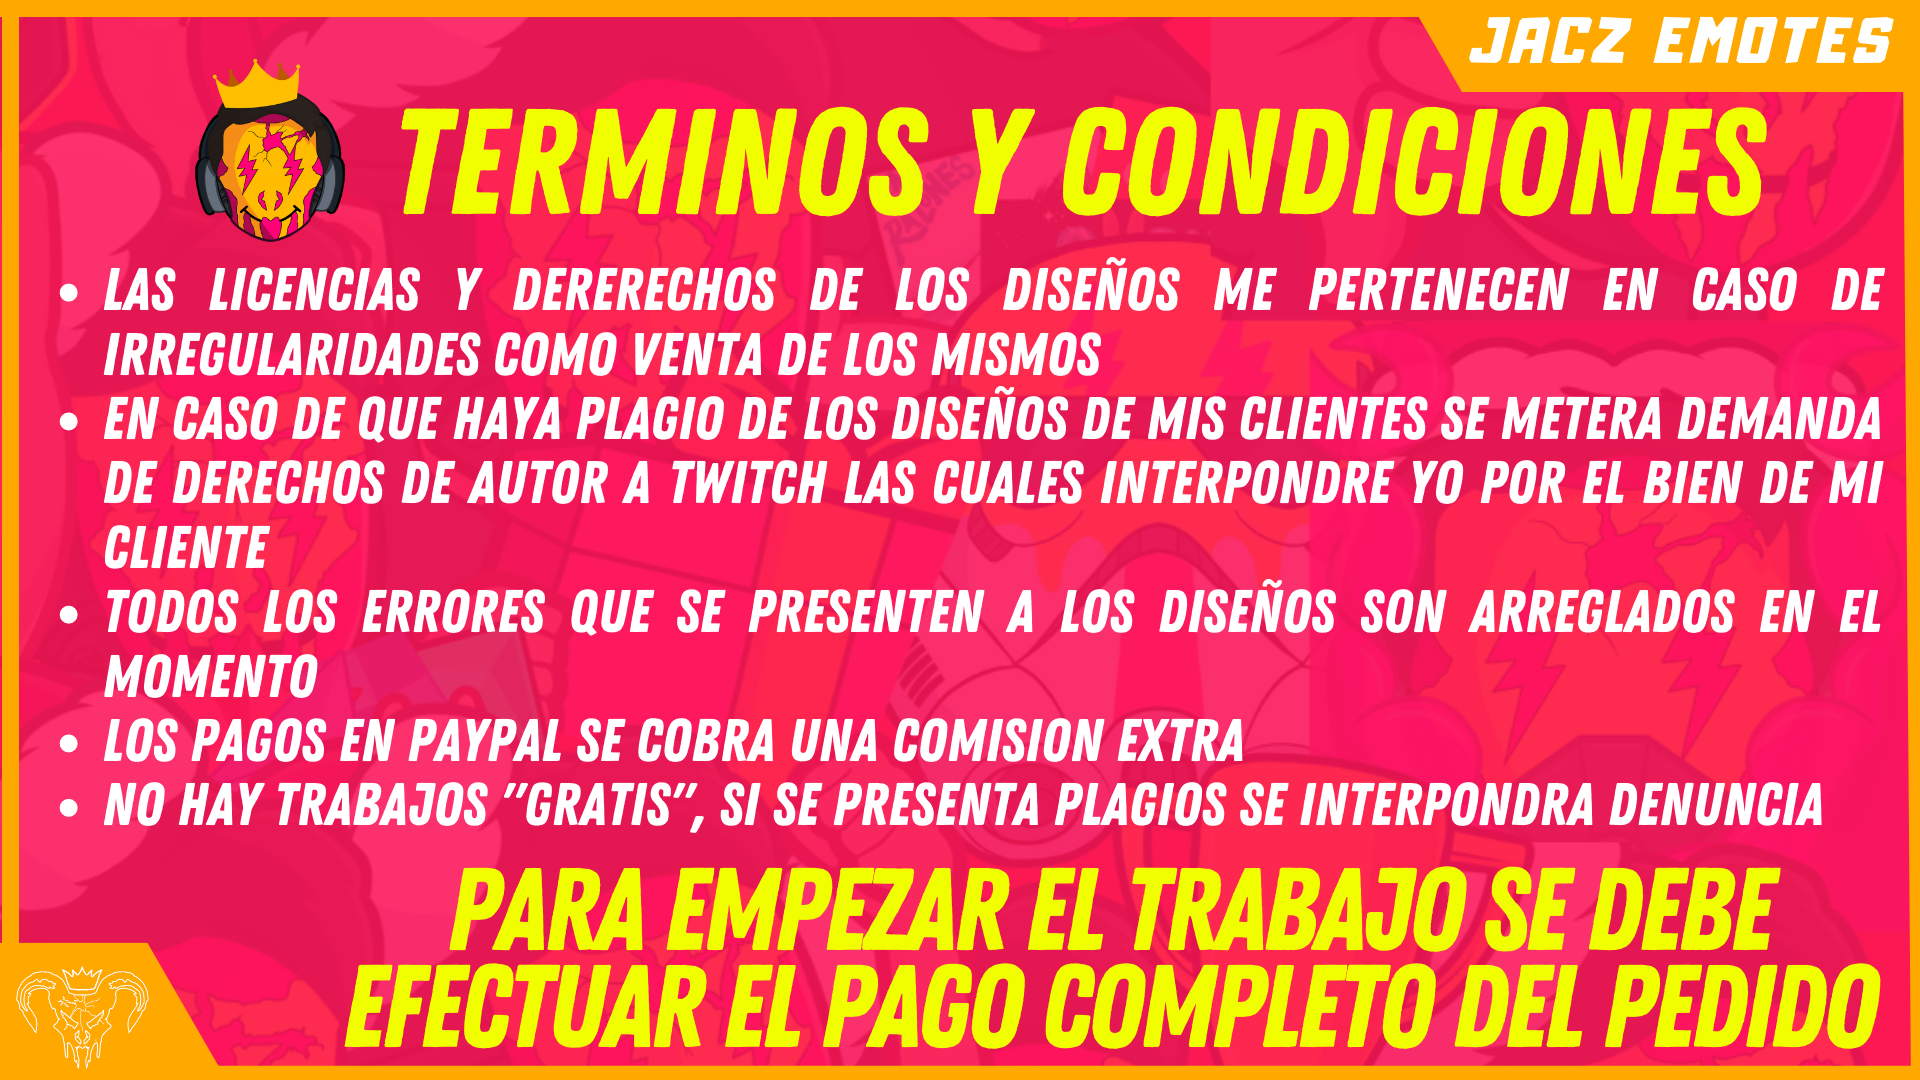 JACZ EMOTES
TERMINOS Y CONDICIONES
• LAS LICENCIAS Y DERERECHOS DE LOS DISEÑOS ME PERTENECEN EN CASO DE
IRREGULARIDADES COMO VENTA DE LOS MISMOS
• EN CASO DE QUE HAYA PLAGIO DE LOS DISEÑOS DE MIS CLIENTES SE METERA DEMANDA
DE DERECHOS DE AUTOR A TWITCH LAS CUALES INTERPONDRE YO POR EL BIEN DE MI
CLIENTE
• TODOS LOS ERRORES QUE SE PRESENTEN A LOS DISEÑOS SON ARREGLADOS EN EL
MOMENTO
• LOS PAGOS EN PAYPAL SE COBRA UNA COMISION EXTRA
• NO HAY TRABAJOS "GRATIS", SI SE PRESENTA PLAGIOS SE INTERPONDRA DENUNCIA
PARA EMPEZAR EL TRABAJO SE DEBE
EFECTUAR EL PAGO COMPLETO DEL PEDIDO